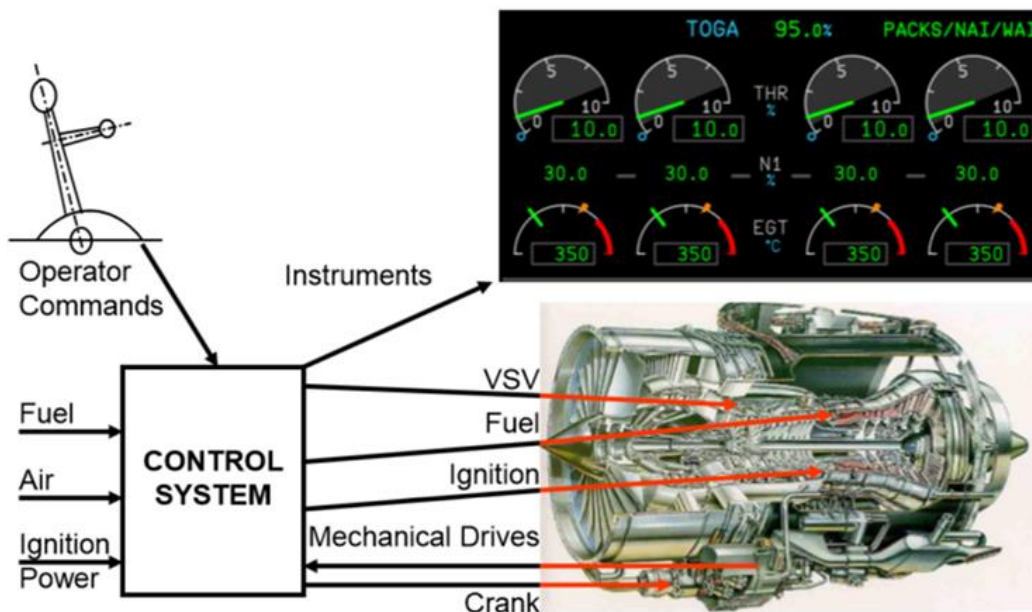 TOGA 95.0% PACKS/NAI/WAI
5 5 5 5
THR
%
0 10 0 10 0 10 0 10
10.0 10.0 10.0 10.0
N1
%
30.0 30.0 30.0 30.0
EGT
°C
350 350 350 350
Operator
Commands
Instruments
VSV
Fuel
Fuel
Air
CONTROL
SYSTEM
Ignition
Mechanical Drives
Ignition
Power
Crank